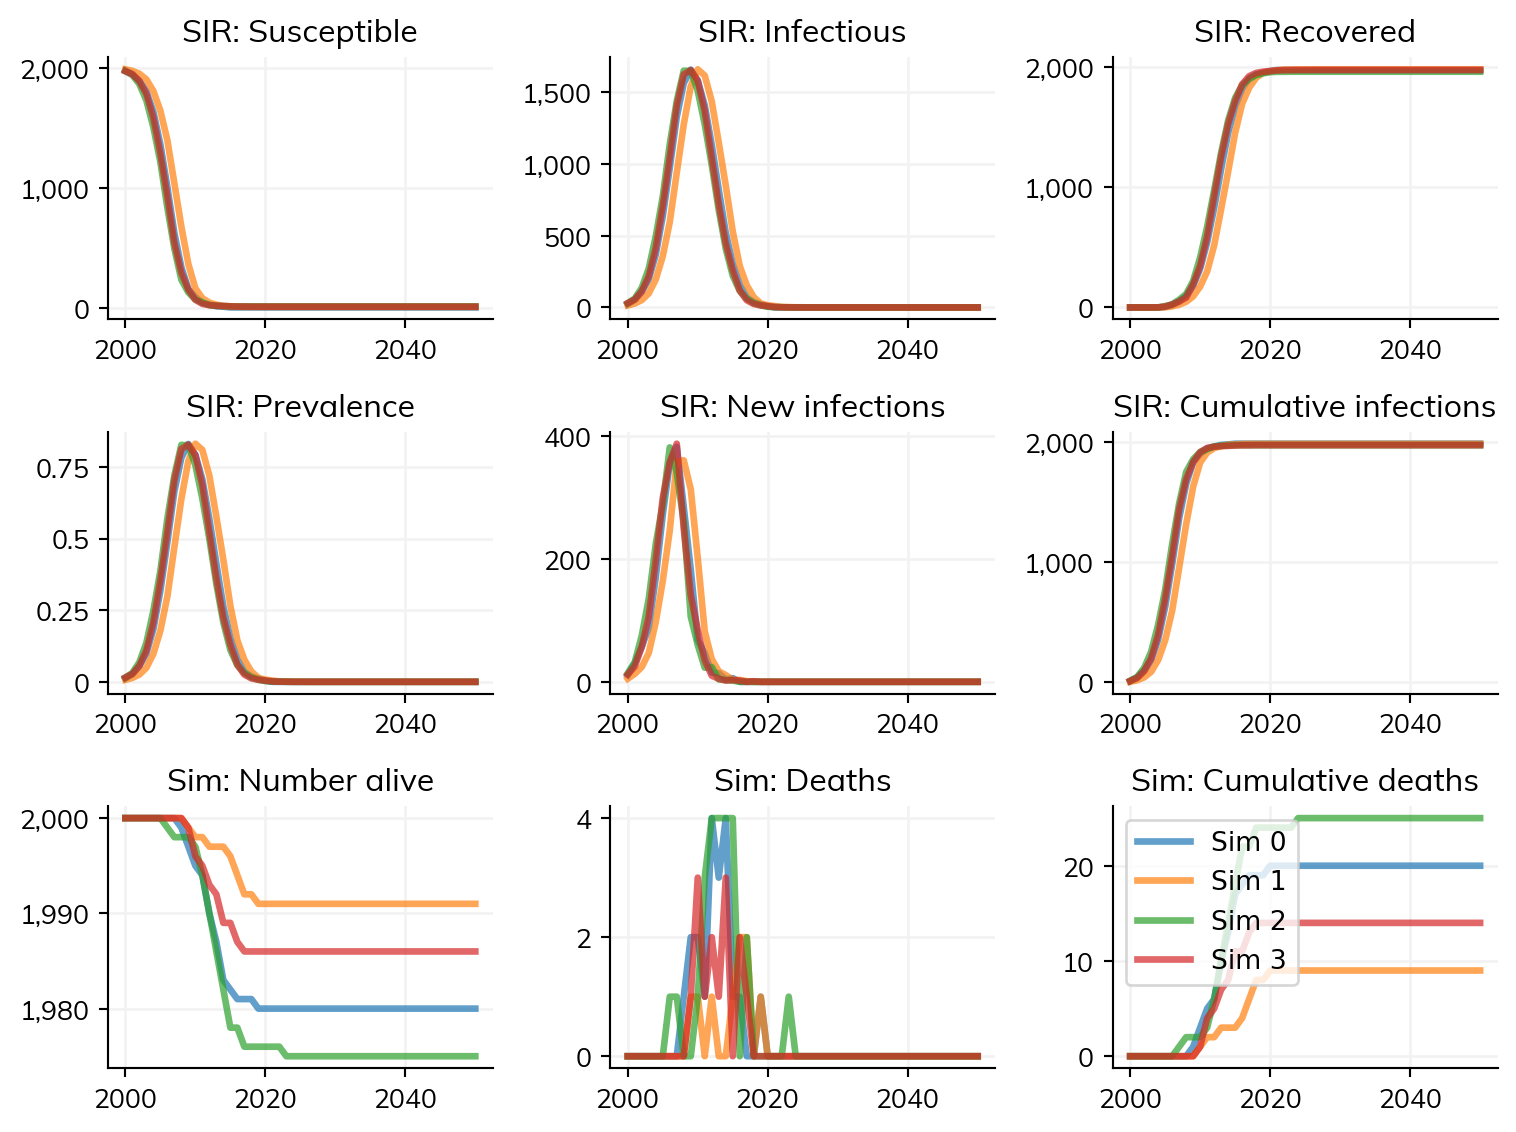 SIR: Susceptible
2,000
1,000
0
2000 2020 2040
SIR: Infectious
1,500
1,000
500
0
2000 2020 2040
SIR: Recovered
2,000
1,000
0
2000 2020 2040
SIR: Prevalence
0.75
0.5
0.25
0
2000 2020 2040
SIR: New infections
400
200
0
2000 2020 2040
SIR: Cumulative infections
2,000
1,000
0
2000 2020 2040
Sim: Number alive
2,000
1,990
1,980
2000 2020 2040
Sim: Deaths
4
2
0
2000 2020 2040
Sim: Cumulative deaths
20
10
0
Sim 0
Sim 1
Sim 2
Sim 3
2000 2020 2040